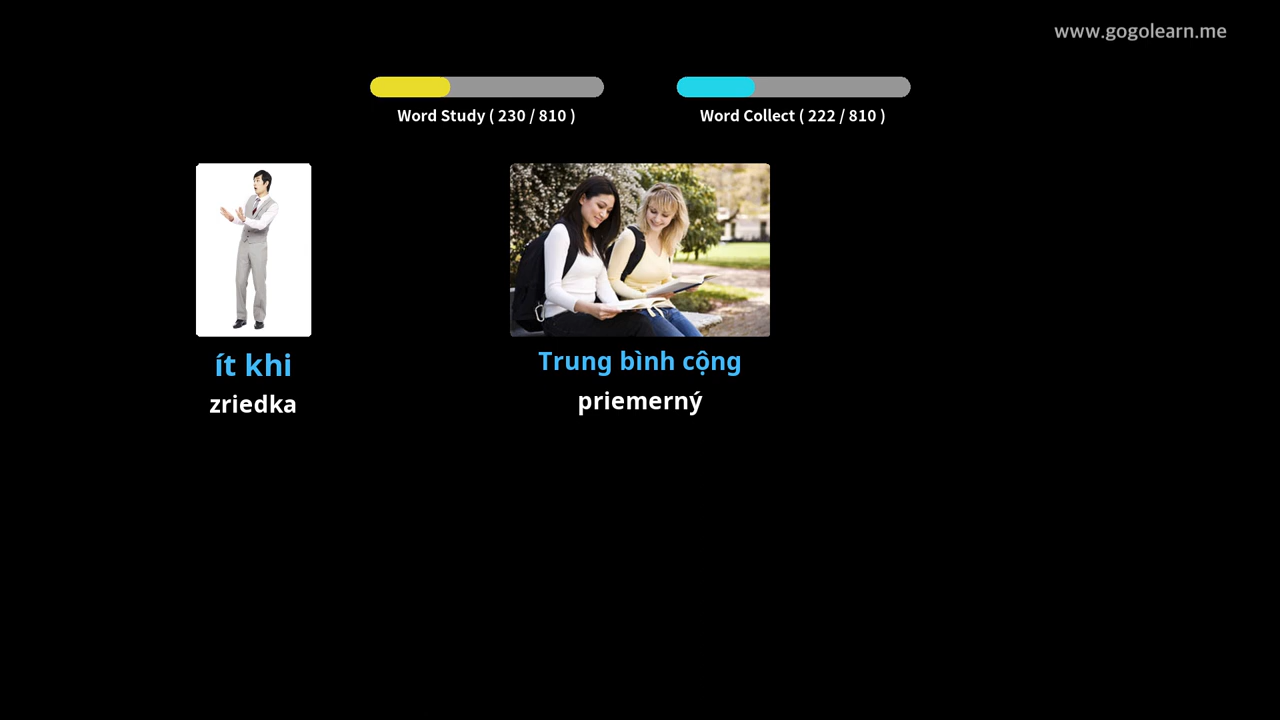 www.gogolearn.me
Word Study ( 230 / 810 )
Word Collect ( 222 / 810 )
ít khi
zriedka
Trung bình cộng
priemerný